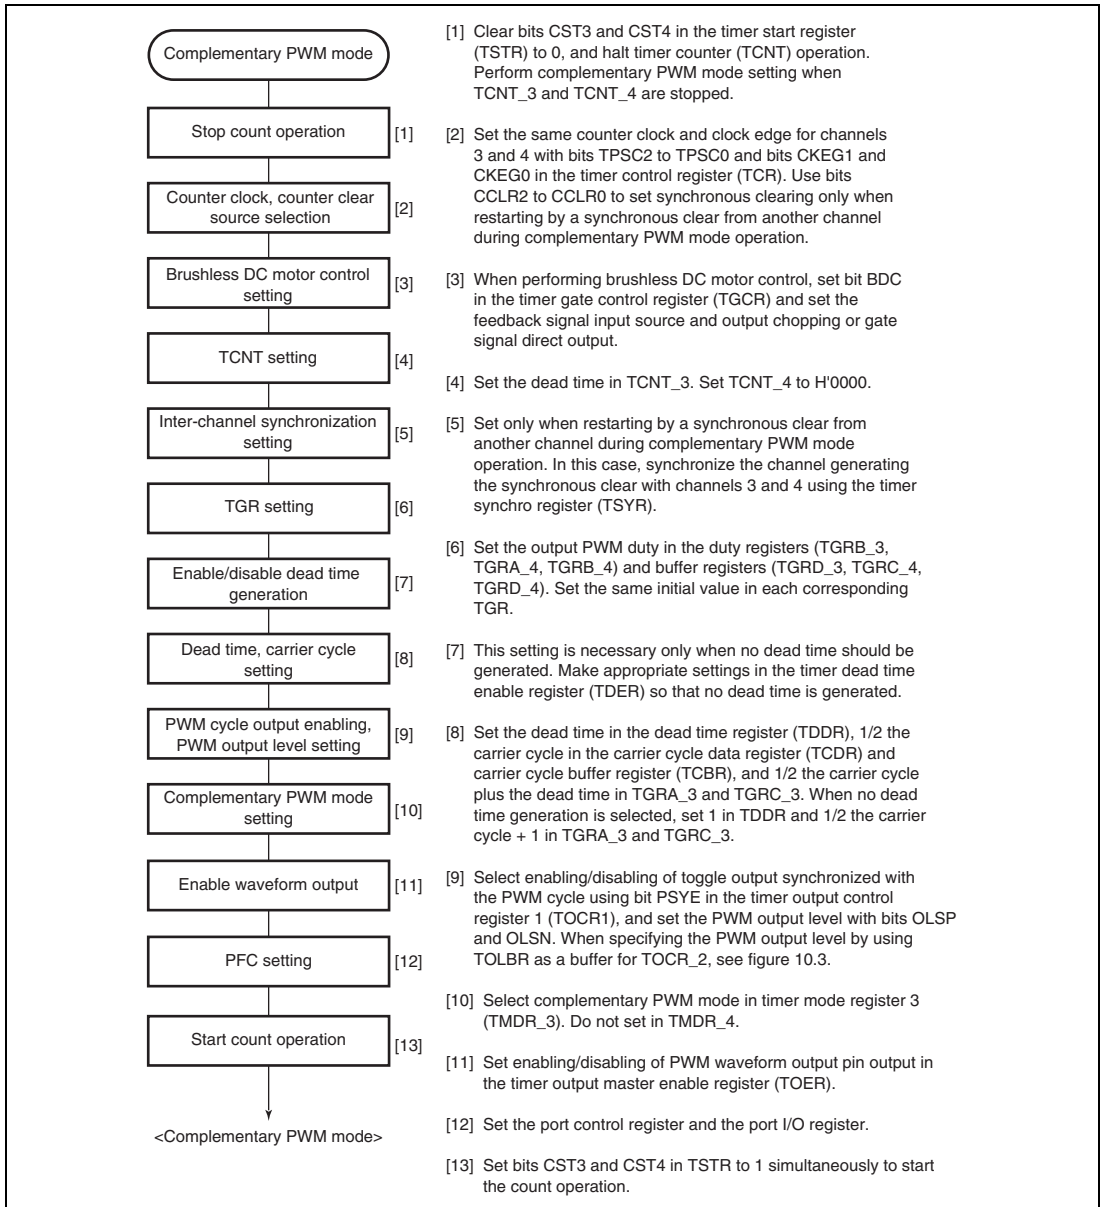 Complementary PWM mode
Stop count operation
[1]
Counter clock, counter clear
source selection
[2]
Brushless DC motor control
setting
[3]
TCNT setting
[4]
Inter-channel synchronization
setting
[5]
TGR setting
[6]
Enable/disable dead time
generation
[7]
Dead time, carrier cycle
setting
[8]
PWM cycle output enabling,
PWM output level setting
[9]
Complementary PWM mode
setting
[10]
Enable waveform output
[11]
PFC setting
[12]
Start count operation
[13]
<Complementary PWM mode>
[1] Clear bits CST3 and CST4 in the timer start register
(TSTR) to 0, and halt timer counter (TCNT) operation.
Perform complementary PWM mode setting when
TCNT_3 and TCNT_4 are stopped.
[2] Set the same counter clock and clock edge for channels
3 and 4 with bits TPSC2 to TPSC0 and bits CKEG1 and
CKEG0 in the timer control register (TCR). Use bits
CCLR2 to CCLR0 to set synchronous clearing only when
restarting by a synchronous clear from another channel
during complementary PWM mode operation.
[3] When performing brushless DC motor control, set bit BDC
in the timer gate control register (TGCR) and set the
feedback signal input source and output chopping or gate
signal direct output.
[4] Set the dead time in TCNT_3. Set TCNT_4 to H'0000.
[5] Set only when restarting by a synchronous clear from
another channel during complementary PWM mode
operation. In this case, synchronize the channel generating
the synchronous clear with channels 3 and 4 using the timer
synchro register (TSYR).
[6] Set the output PWM duty in the duty registers (TGRB_3,
TGRA_4, TGRB_4) and buffer registers (TGRD_3, TGRC_4,
TGRD_4). Set the same initial value in each corresponding
TGR.
[7] This setting is necessary only when no dead time should be
generated. Make appropriate settings in the timer dead time
enable register (TDER) so that no dead time is generated.
[8] Set the dead time in the dead time register (TDDR), 1/2 the
carrier cycle in the carrier cycle data register (TCDR) and
carrier cycle buffer register (TCBR), and 1/2 the carrier cycle
plus the dead time in TGRA_3 and TGRC_3. When no dead
time generation is selected, set 1 in TDDR and 1/2 the carrier
cycle + 1 in TGRA_3 and TGRC_3.
[9] Select enabling/disabling of toggle output synchronized with
the PWM cycle using bit PSYE in the timer output control
register 1 (TOCR1), and set the PWM output level with bits OLSP
and OLSN. When specifying the PWM output level by using
TOLBR as a buffer for TOCR_2, see figure 10.3.
[10] Select complementary PWM mode in timer mode register 3
(TMDR_3). Do not set in TMDR_4.
[11] Set enabling/disabling of PWM waveform output pin output in
the timer output master enable register (TOER).
[12] Set the port control register and the port I/O register.
[13] Set bits CST3 and CST4 in TSTR to 1 simultaneously to start
the count operation.